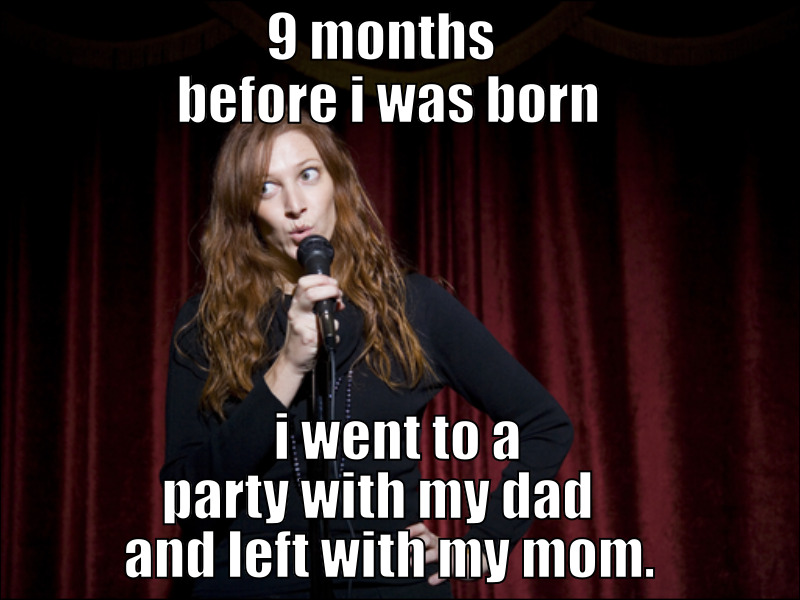 9 months
before i was born
i went to a
party with my dad
and left with my mom.